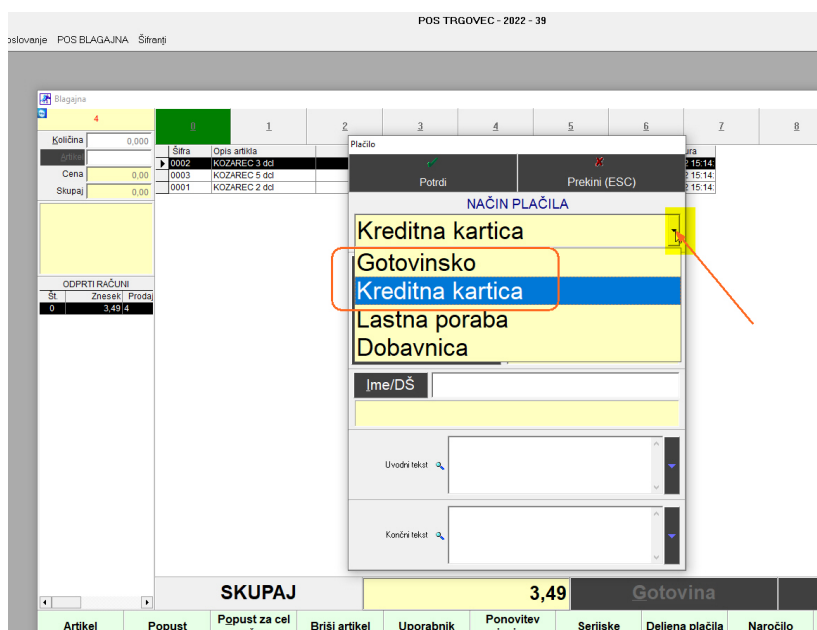 POS TRGOVEC - 2022 - 39
oslovanje POS BLAGAJNA Šifranti
Blagajna
4
0 1 2 3 4 5 6 7 8
Količina 0,000
Artikel
Cena 0,00
Skupaj 0,00
Šifra Opis artikla
0002 KOZAREC 3 dcl
0003 KOZAREC 5 dcl
0001 KOZAREC 2 dcl
ura
2 15:14:
2 15:14:
2 15:14:
Plačilo
Potrdi Prekini (ESC)
NAČIN PLAČILA
Kreditna kartica
Gotovinsko
Kreditna kartica
Lastna poraba
Dobavnica
Ime/DŠ
Uvodni tekst
Končni tekst
ODPRTI RAČUNI
Št. Znesek Prodaj
0 3,49 4
SKUPAJ 3,49 Gotovina
Artikel Popust Popust za cel Briši artikel Uporabnik Ponovitev Serijske Deljena plačila Naročilo